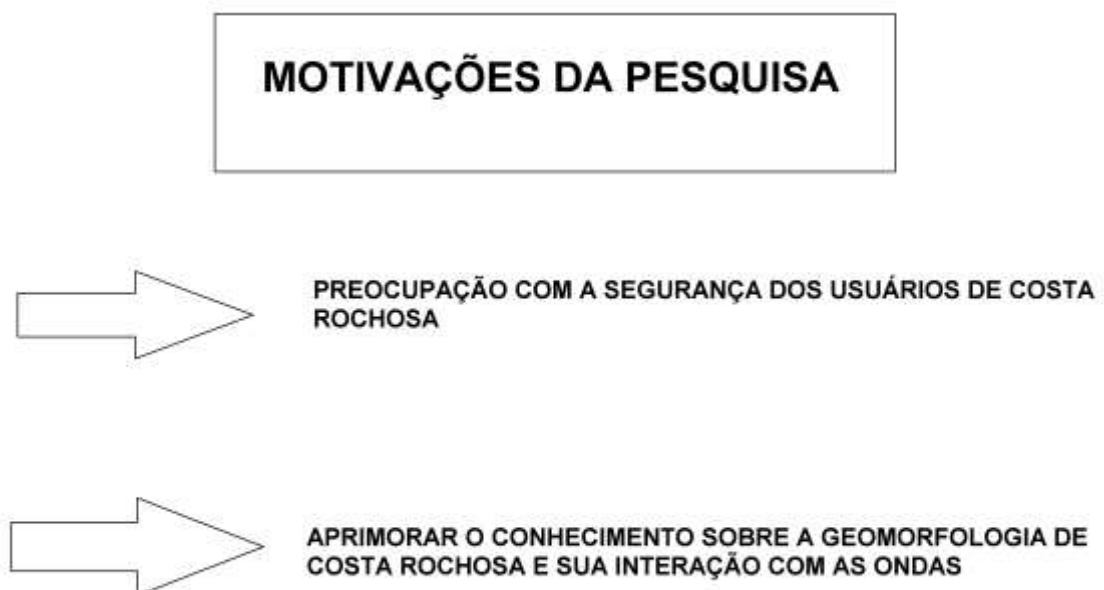 MOTIVAÇÕES DA PESQUISA
PREOCUPAÇÃO COM A SEGURANÇA DOS USUÁRIOS DE COSTA
ROCHOSA
APRIMORAR O CONHECIMENTO SOBRE A GEOMORFOLOGIA DE
COSTA ROCHOSA E SUA INTERAÇÃO COM AS ONDAS